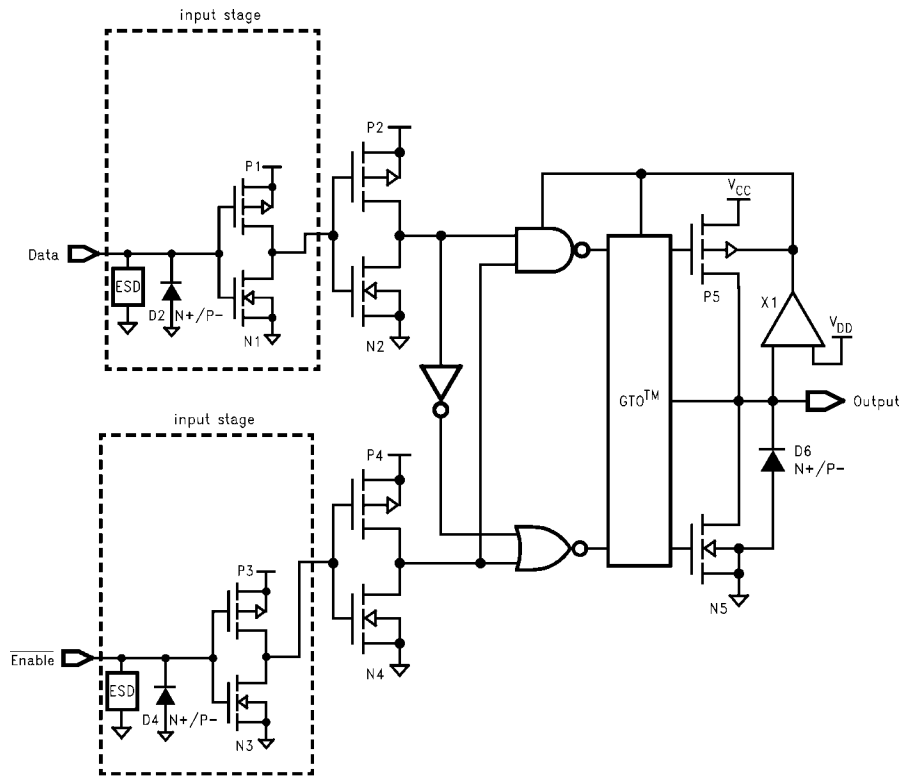 input stage
P1
Data
ESD
D2 N+/P-
N1
P2
N2
VCC
P5
X1
VDD
GTO™
Output
D6
N+/P-
N5
input stage
P3
Enable
ESD
D4 N+/P-
N3
P4
N4